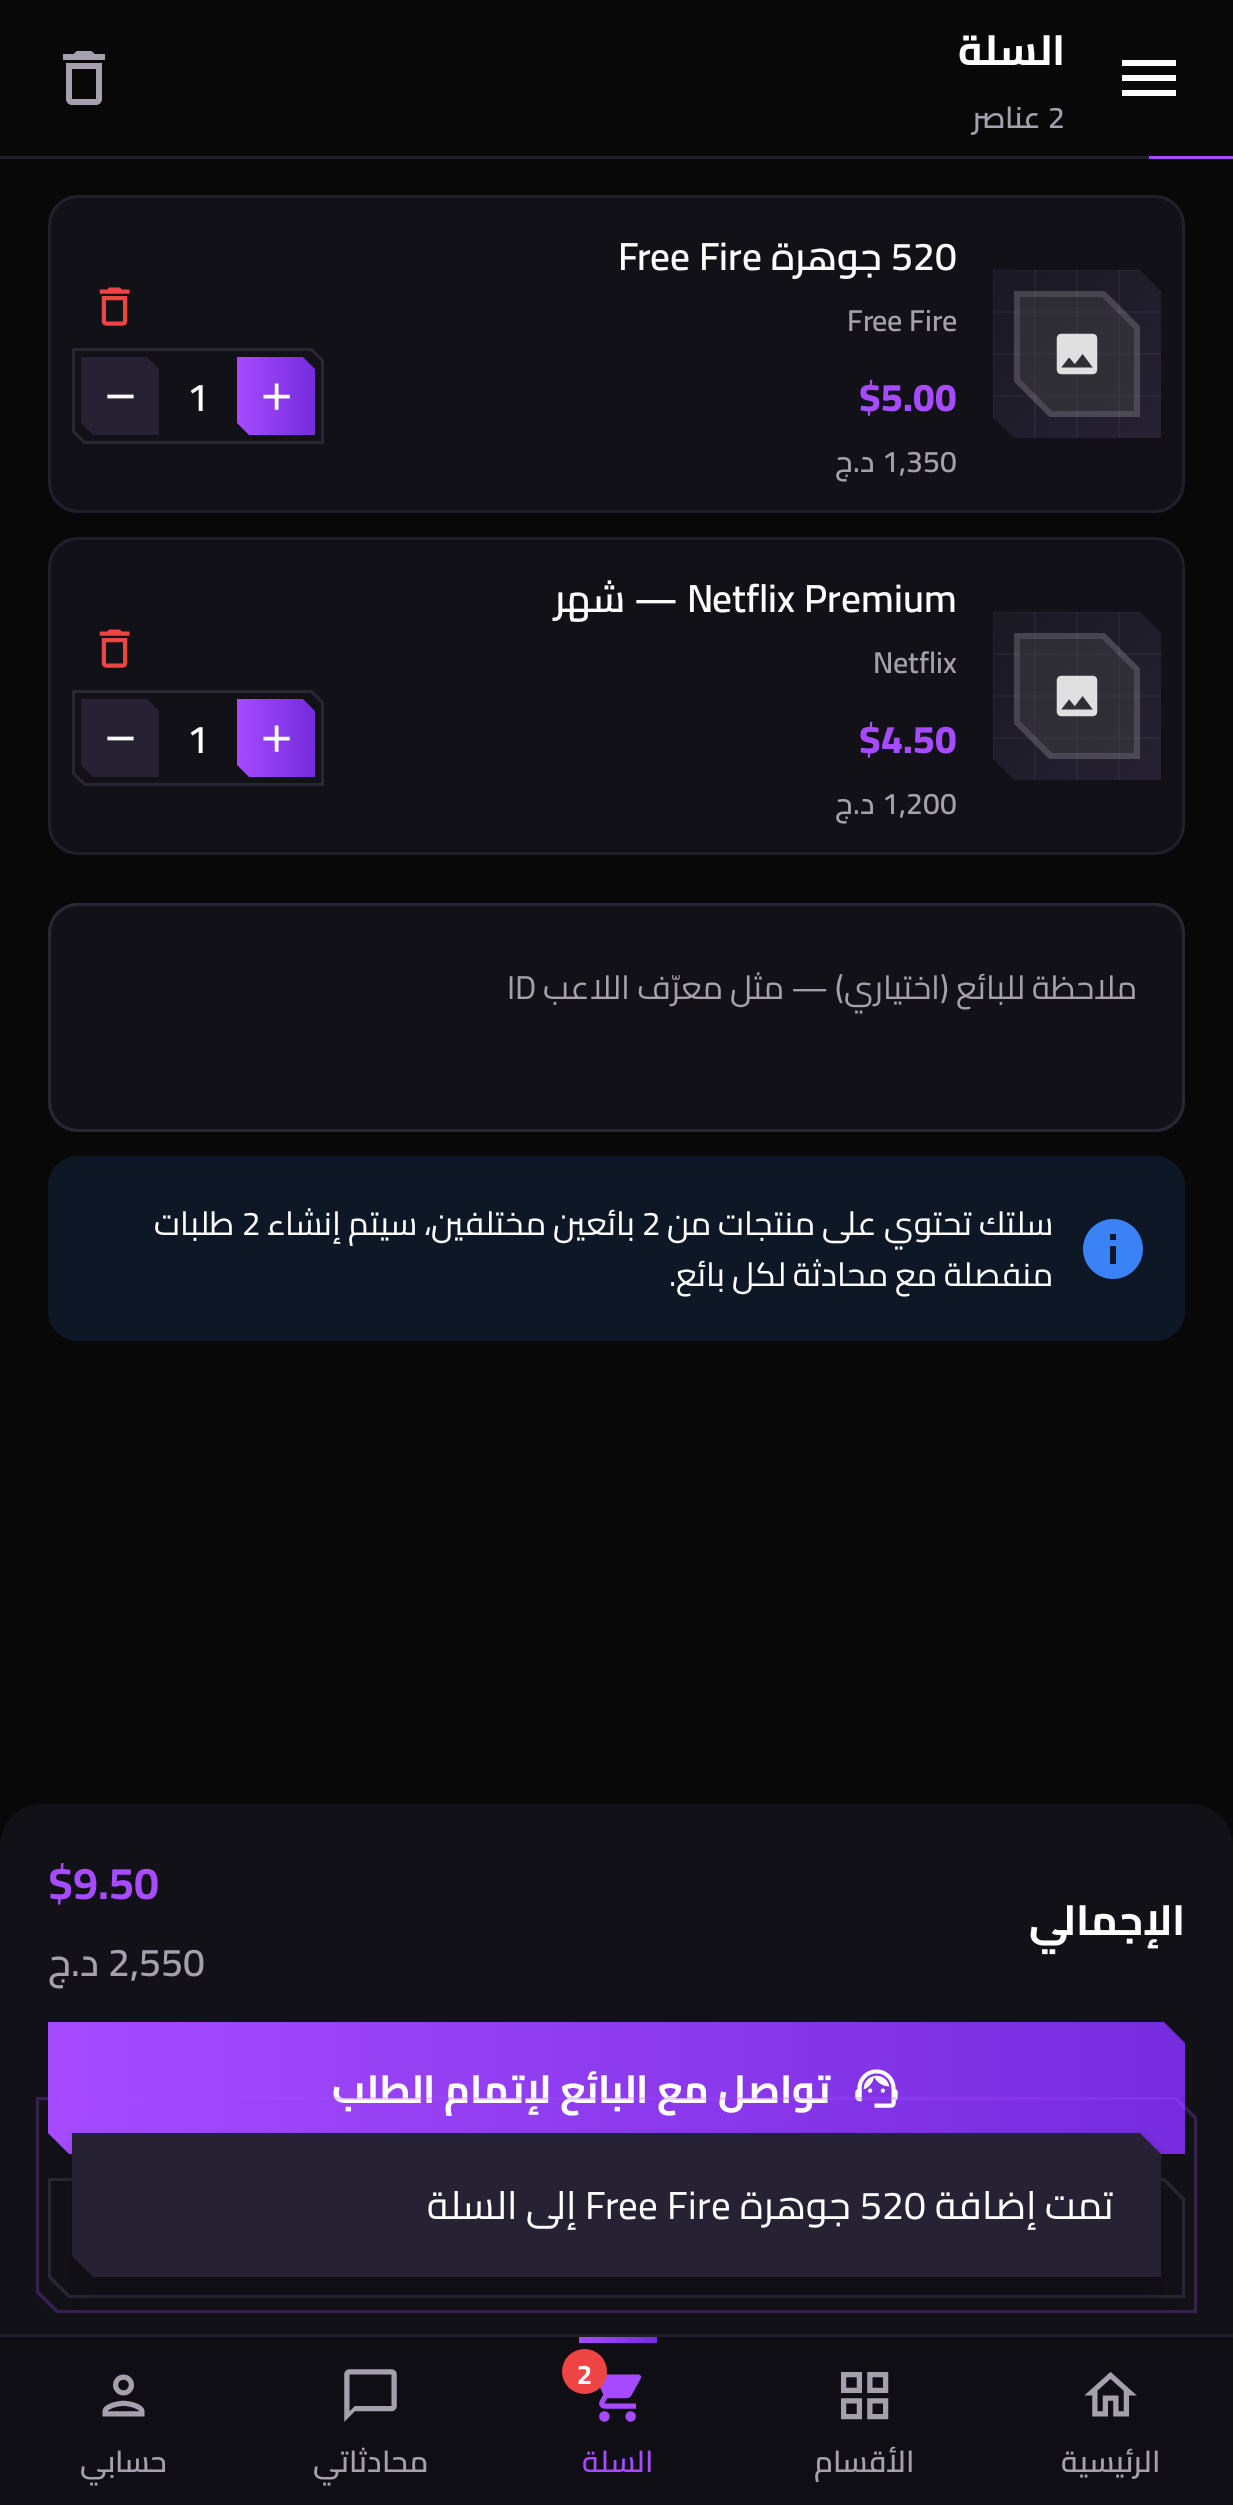 السلة
2 عناصر
520 جوهرة Free Fire
Free Fire
$5.00
1,350 د.ج
1
Netflix Premium — شهر
Netflix
$4.50
1,200 د.ج
1
ملاحظة للبائع (اختياري) — مثل معرّف اللاعب ID
سلتك تحتوي على منتجات من 2 بائعين مختلفين، سيتم إنشاء 2 طلبات
منفصلة مع محادثة لكل بائع.
الإجمالي
$9.50
2,550 د.ج
تواصل مع البائع لإتمام الطلب
تمت إضافة 520 جوهرة Free Fire إلى السلة
2
الرئيسية
الأقسام
السلة
محادثاتي
حسابي